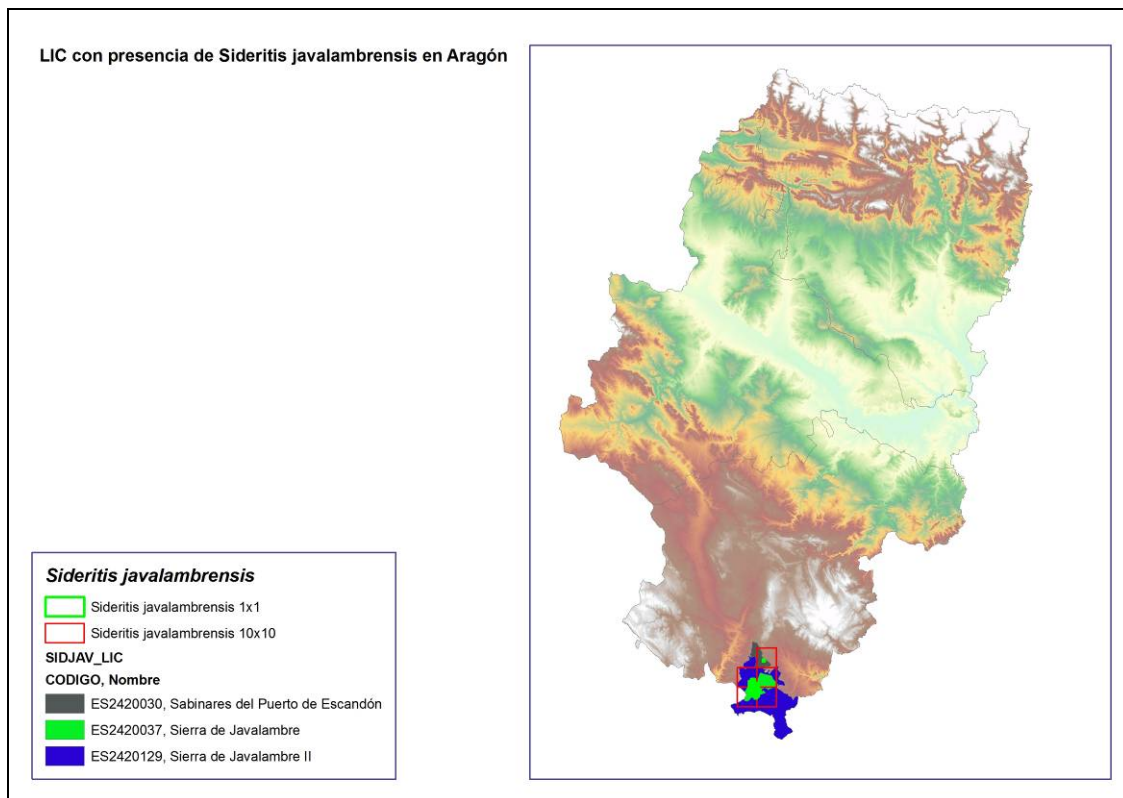 LIC con presencia de Sideritis javalambrensis en Aragón
Sideritis javalambrensis
Sideritis javalambrensis 1x1
Sideritis javalambrensis 10x10
SIDJAV_LIC
CODIGO, Nombre
ES2420030, Sabinares del Puerto de Escandón
ES2420037, Sierra de Javalambre
ES2420129, Sierra de Javalambre II